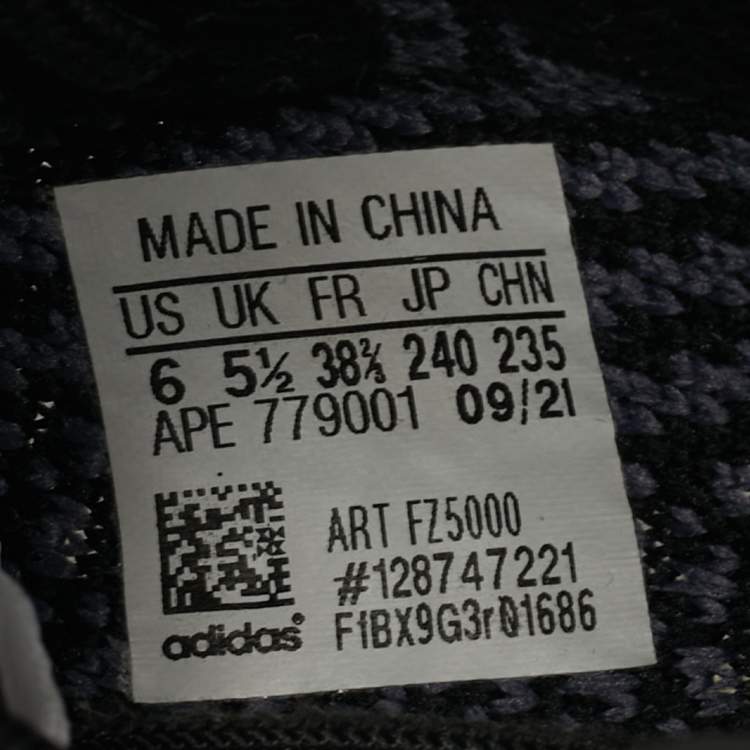 MADE IN CHINA
US UK FR JP CHN
6 5½ 38⅔ 240 235
APE 779001 09/21
ART FZ5000
#128747221
F1BX9G3r01686
adidas®